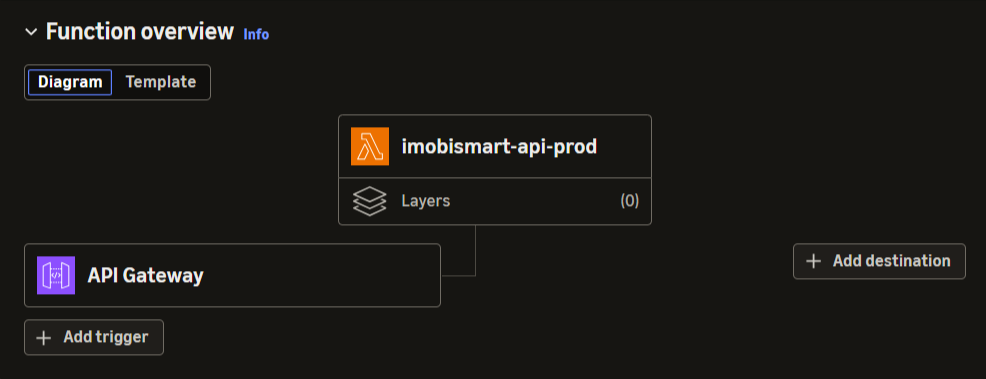 Function overview Info
Diagram Template
imobismart-api-prod
Layers (0)
API Gateway
+ Add destination
+ Add trigger